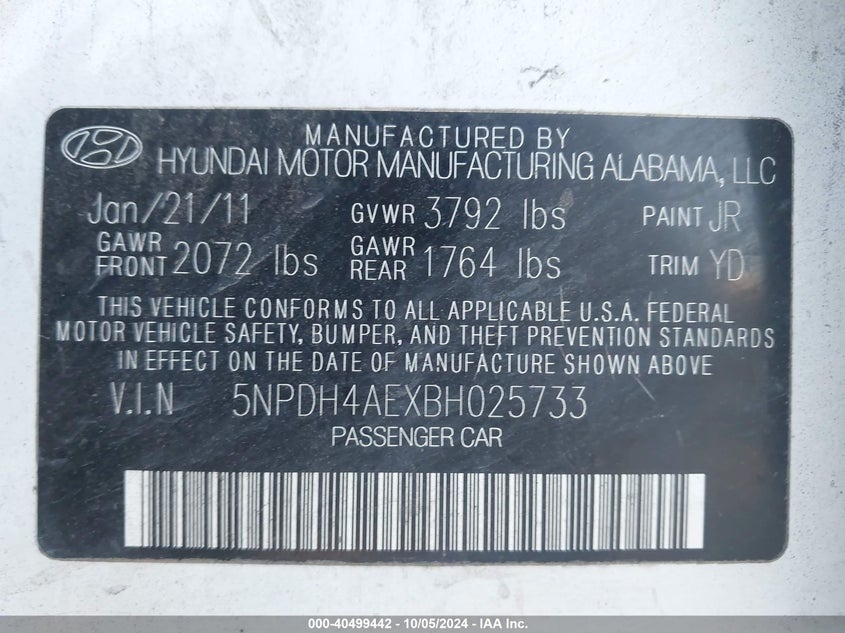 MANUFACTURED BY
HYUNDAI MOTOR MANUFACTURING ALABAMA, LLC
Jan/21/11 GVWR 3792 lbs PAINT JR
GAWR FRONT 2072 lbs GAWR REAR 1764 lbs TRIM YD
THIS VEHICLE CONFORMS TO ALL APPLICABLE U.S.A. FEDERAL
MOTOR VEHICLE SAFETY, BUMPER, AND THEFT PREVENTION STANDARDS
IN EFFECT ON THE DATE OF MANUFACTURE SHOWN ABOVE
V.I.N 5NPDH4AEXBH025733
PASSENGER CAR
000-40499442 - 10/05/2024 - IAA Inc.